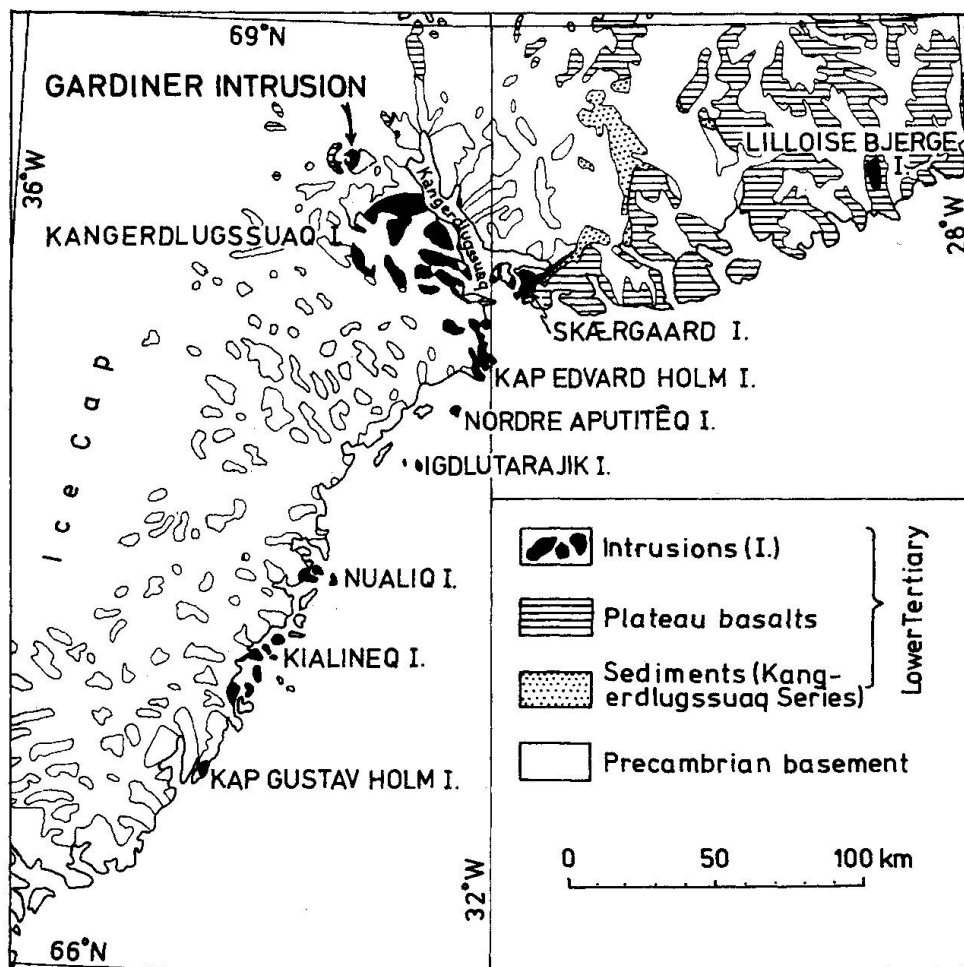 69°N
GARDINER INTRUSION
36°W
LILLOISE BJERGE
I.
28°W
Kangerdlugssuaq
KANGERDLUGSSUAQ I.
SKÆRGAARD I.
KAP EDVARD HOLM I.
NORDRE APUTITÊQ I.
IGDLUTARAJIK I.
Ice Cap
NUALIQ I.
KIALINEQ I.
KAP GUSTAV HOLM I.
Intrusions (I.)
Plateau basalts
Sediments (Kang-
erdlugssuaq Series)
Lower Tertiary
Precambrian basement
0 50 100 km
32°W
66°N